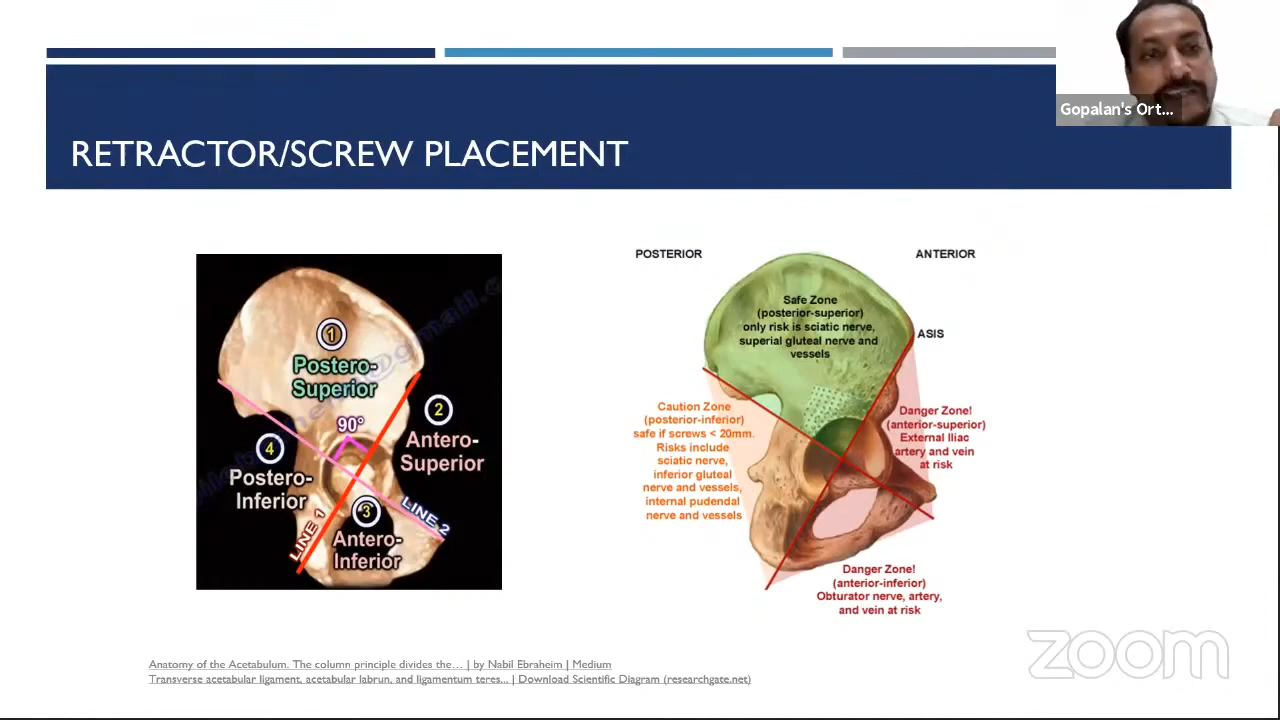 Gopalan's Ort...
RETRACTOR/SCREW PLACEMENT
1
Postero-
Superior
90°
2
Antero-
Superior
4
Postero-
Inferior
3
Antero-
Inferior
LINE 1
LINE 2
POSTERIOR
ANTERIOR
Safe Zone
(posterior-superior)
only risk is sciatic nerve,
superial gluteal nerve and
vessels
ASIS
Caution Zone
(posterior-inferior)
safe if screws < 20mm.
Risks include
sciatic nerve,
inferior gluteal
nerve and vessels,
internal pudendal
nerve and vessels
Danger Zone!
(anterior-superior)
External Iliac
artery and vein
at risk
Danger Zone!
(anterior-inferior)
Obturator nerve, artery,
and vein at risk
Anatomy of the Acetabulum. The column principle divides the... | by Nabil Ebraheim | Medium
Transverse acetabular ligament, acetabular labrun, and ligamentum teres... | Download Scientific Diagram (researchgate.net)
zoom